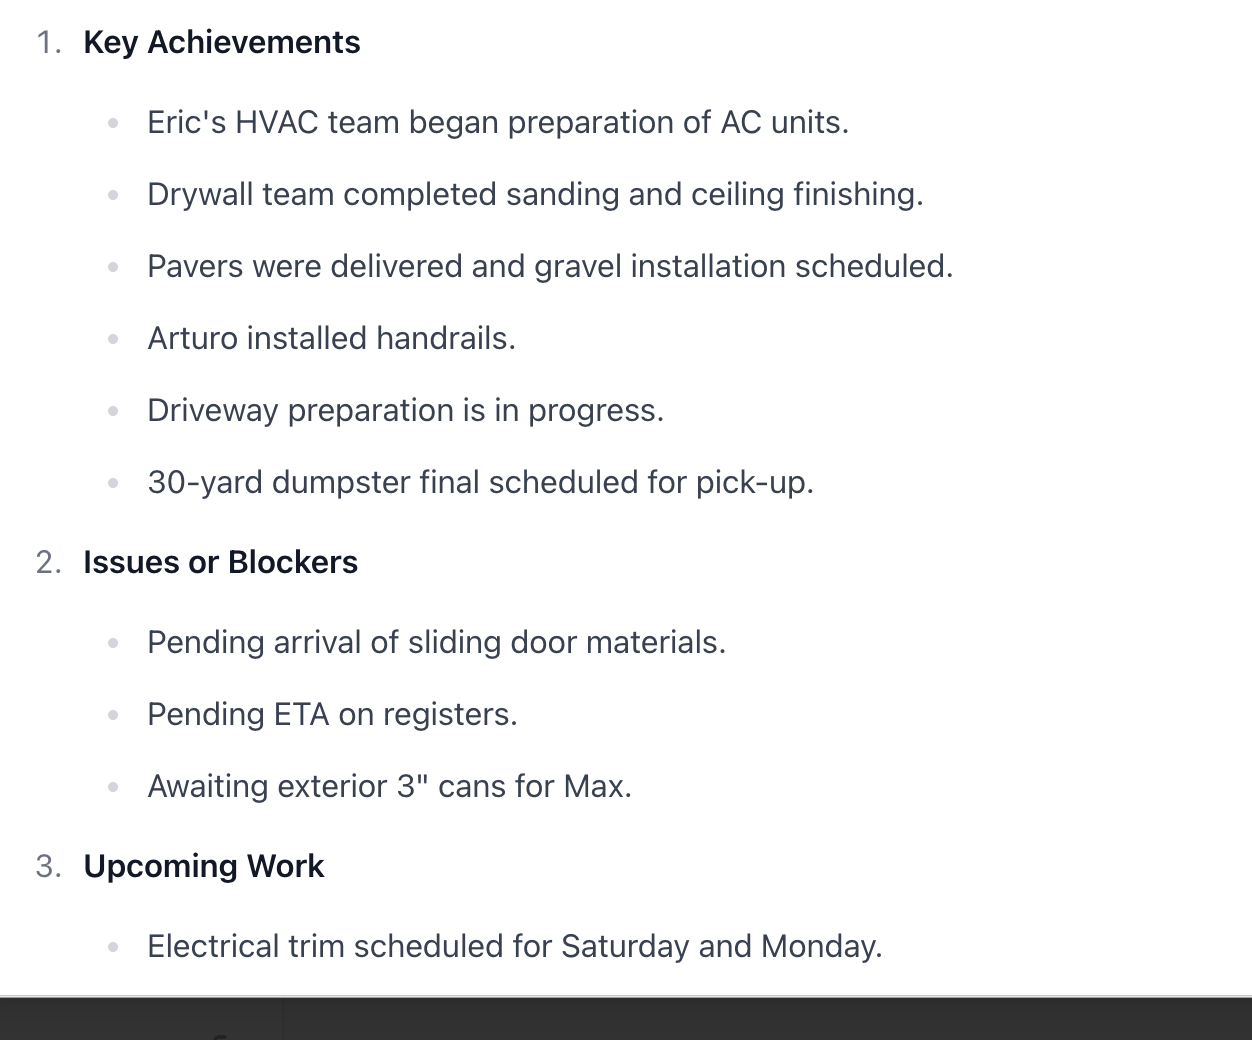 1. Key Achievements
• Eric's HVAC team began preparation of AC units.
• Drywall team completed sanding and ceiling finishing.
• Pavers were delivered and gravel installation scheduled.
• Arturo installed handrails.
• Driveway preparation is in progress.
• 30-yard dumpster final scheduled for pick-up.
2. Issues or Blockers
• Pending arrival of sliding door materials.
• Pending ETA on registers.
• Awaiting exterior 3" cans for Max.
3. Upcoming Work
• Electrical trim scheduled for Saturday and Monday.